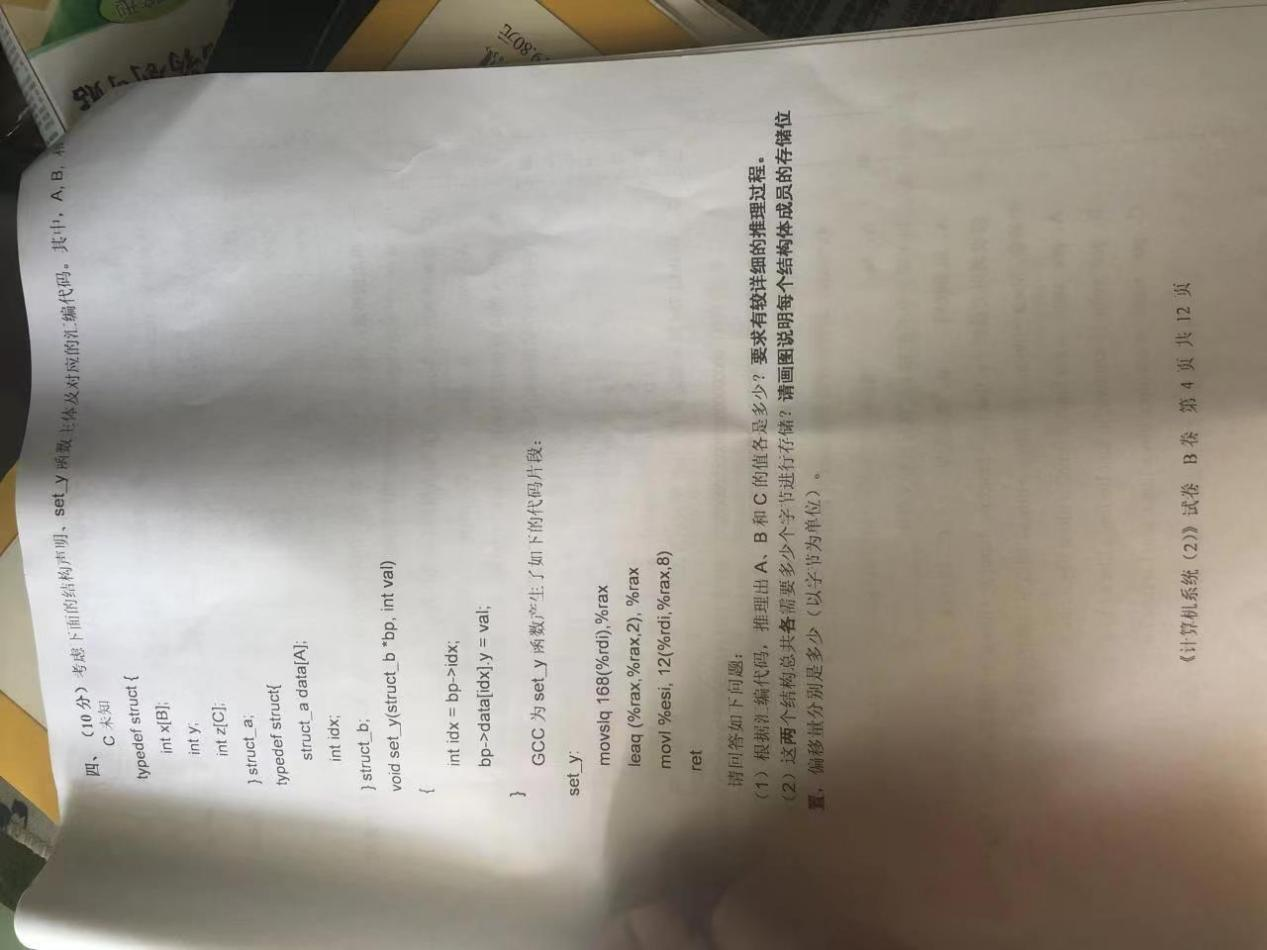 9.80元
四、（10 分）考虑下面的结构声明、set_y 函数主体及对应的汇编代码。其中，A, B,
C 未知
typedef struct {
int x[B];
int y;
int z[C];
} struct_a;
typedef struct{
struct_a data[A];
int idx;
} struct_b;
void set_y(struct_b *bp, int val)
{
int idx = bp->idx;
bp->data[idx].y = val;
}
GCC 为 set_y 函数产生了如下的代码片段：
set_y:
movslq 168(%rdi),%rax
leaq (%rax,%rax,2), %rax
movl %esi, 12(%rdi,%rax,8)
ret
请回答如下问题：
（1）根据汇编代码，推理出 A、B 和 C 的值各是多少？要求有较详细的推理过程。
（2）这两个结构总共各需要多少个字节进行存储？请画图说明每个结构体成员的存储位
置，偏移量分别是多少（以字节为单位）。
《计算机系统（2）》试卷 B 卷 第 4 页 共 12 页